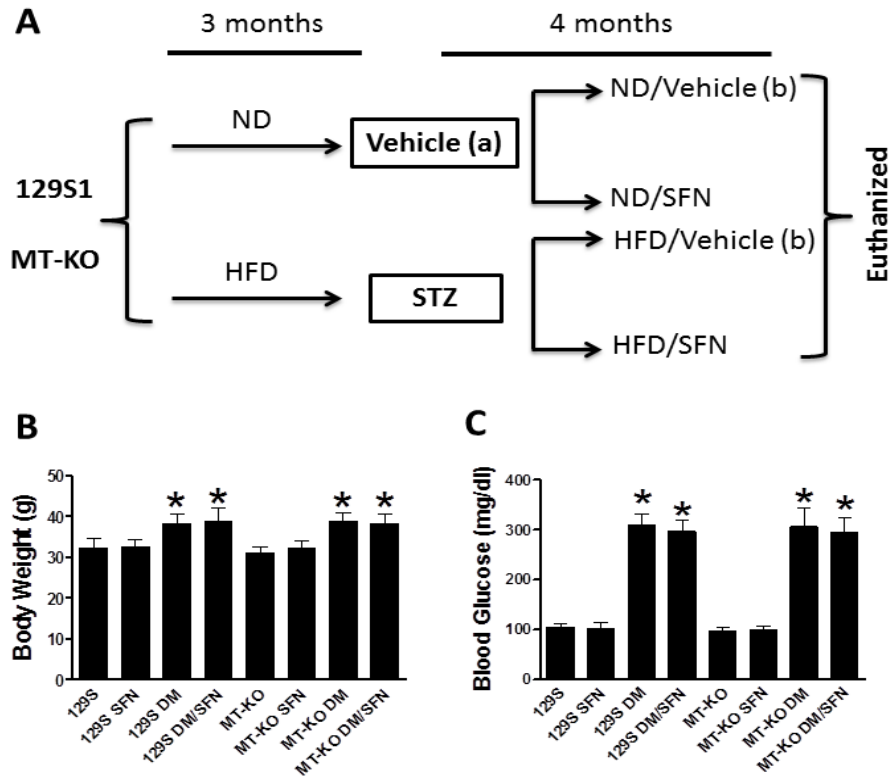 A
3 months
4 months
129S1
MT-KO
ND
Vehicle (a)
HFD
STZ
ND/Vehicle (b)
ND/SFN
HFD/Vehicle (b)
HFD/SFN
Euthanized
B
Body Weight (g)
50
40
30
20
10
0
* * * *
129S
129S SFN
129S DM
129S DM/SFN
MT-KO
MT-KO SFN
MT-KO DM
MT-KO DM/SFN
C
Blood Glucose (mg/dl)
400
300
200
100
0
* * * *
129S
129S SFN
129S DM
129S DM/SFN
MT-KO
MT-KO SFN
MT-KO DM
MT-KO DM/SFN